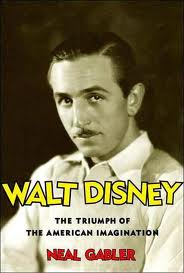 WALT DISNEY
THE TRIUMPH OF
THE AMERICAN IMAGINATION
NEAL GABLER